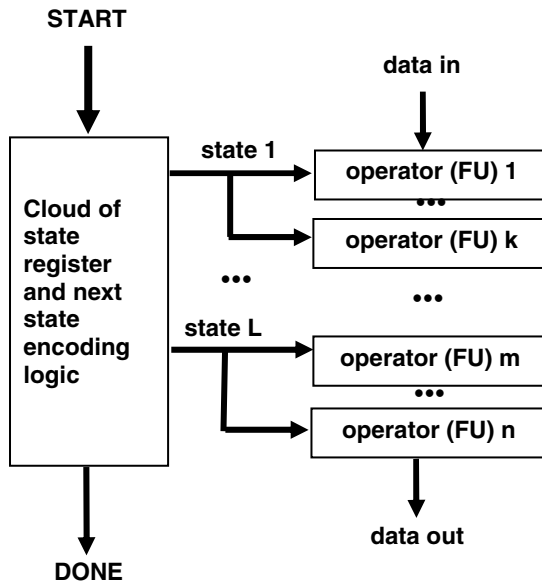 START
data in
state 1
operator (FU) 1
•••
Cloud of
state
register
and next
state
encoding
logic
operator (FU) k
•••
•••
state L
operator (FU) m
•••
operator (FU) n
data out
DONE